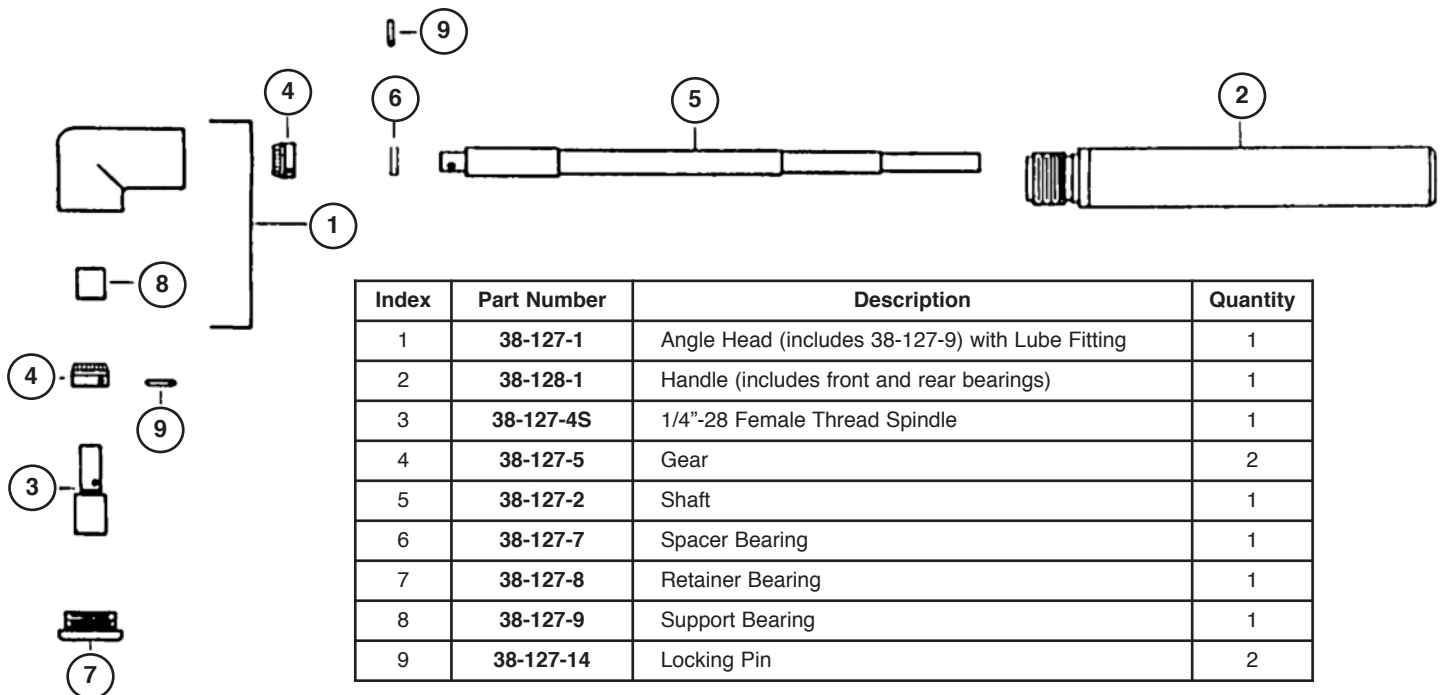 9
4
6
5
2
1
8
4
9
3
7
Index Part Number Description Quantity
1 38-127-1 Angle Head (includes 38-127-9) with Lube Fitting 1
2 38-128-1 Handle (includes front and rear bearings) 1
3 38-127-4S 1/4”-28 Female Thread Spindle 1
4 38-127-5 Gear 2
5 38-127-2 Shaft 1
6 38-127-7 Spacer Bearing 1
7 38-127-8 Retainer Bearing 1
8 38-127-9 Support Bearing 1
9 38-127-14 Locking Pin 2